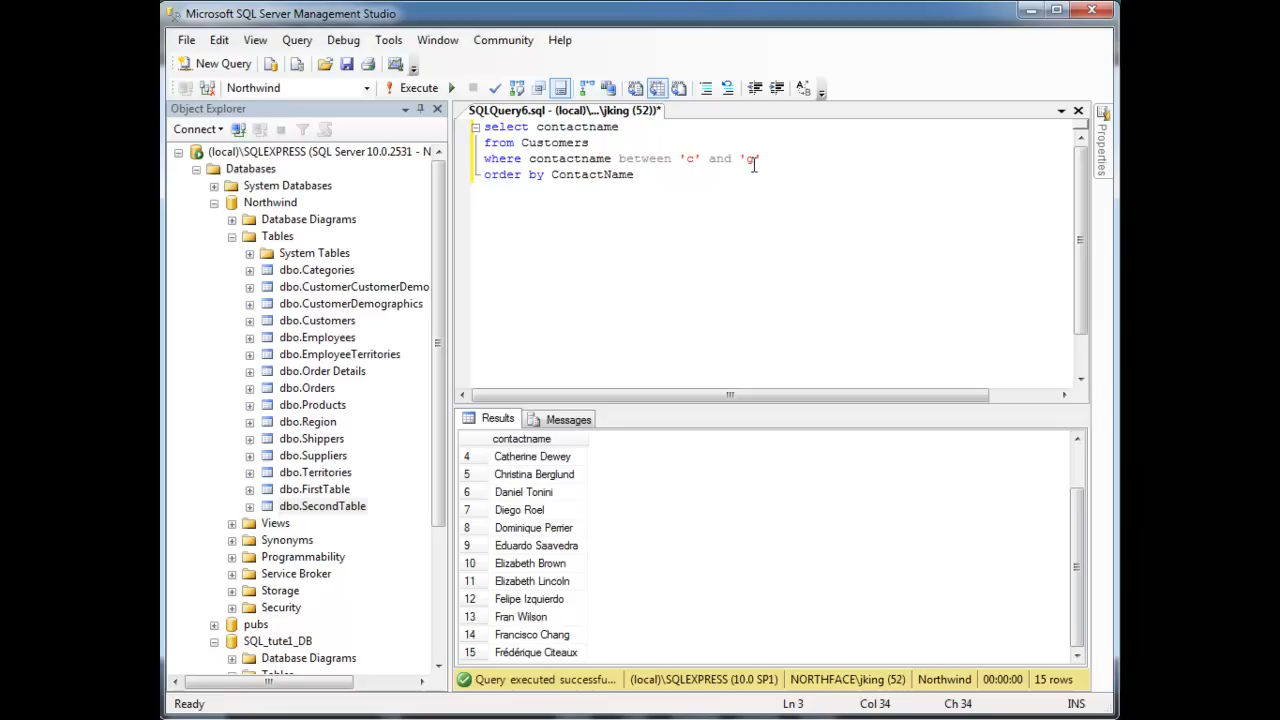 Microsoft SQL Server Management Studio
File Edit View Query Debug Tools Window Community Help
New Query
Northwind Execute
Object Explorer
Connect
(local)\SQLEXPRESS (SQL Server 10.0.2531 - N
Databases
System Databases
Northwind
Database Diagrams
Tables
System Tables
dbo.Categories
dbo.CustomerCustomerDemo
dbo.CustomerDemographics
dbo.Customers
dbo.Employees
dbo.EmployeeTerritories
dbo.Order Details
dbo.Orders
dbo.Products
dbo.Region
dbo.Shippers
dbo.Suppliers
dbo.Territories
dbo.FirstTable
dbo.SecondTable
Views
Synonyms
Programmability
Service Broker
Storage
Security
pubs
SQL_tute1_DB
Database Diagrams
SQLQuery6.sql - (local)\...\jking (52))*
select contactname
from Customers
where contactname between 'c' and 'g'
order by ContactName
Results Messages
contactname
4 Catherine Dewey
5 Christina Berglund
6 Daniel Tonini
7 Diego Roel
8 Dominique Perrier
9 Eduardo Saavedra
10 Elizabeth Brown
11 Elizabeth Lincoln
12 Felipe Izquierdo
13 Fran Wilson
14 Francisco Chang
15 Frédérique Citeaux
Query executed successfu... (local)\SQLEXPRESS (10.0 SP1) NORTHFACE\jking (52) Northwind 00:00:00 15 rows
Properties
Ready Ln 3 Col 34 Ch 34 INS